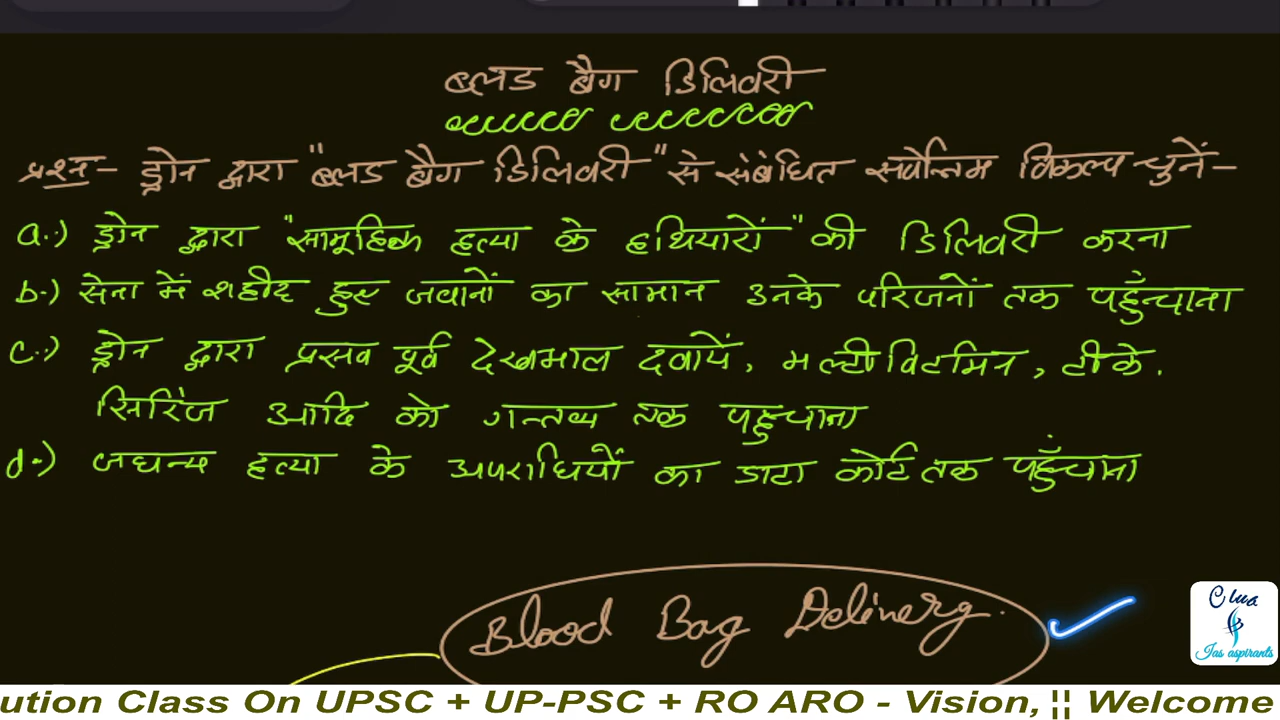 ब्लड बैग डिलिवरी
प्रश्न- ड्रोन द्वारा "ब्लड बैग डिलिवरी" से संबंधित सर्वोत्तम विकल्प चुनें-
a.) ड्रोन द्वारा "सामूहिक हत्या के हथियारों" की डिलिवरी करना
b.) सेना में शहीद हुए जवानों का सामान उनके परिजनों तक पहुँचाना
c.) ड्रोन द्वारा प्रसव पूर्व देखभाल दवायें, मल्टीविटमिन, टीके.
सिरिंज आदि को गन्तव्य तक पहुचाना
d.) जघन्य हत्या के अपराधियों का डाटा कोर्ट तक पहुँचाना
Blood Bag Delivery.
Clue
Ias aspirants
ution Class On UPSC + UP-PSC + RO ARO - Vision, ¦¦ Welcome